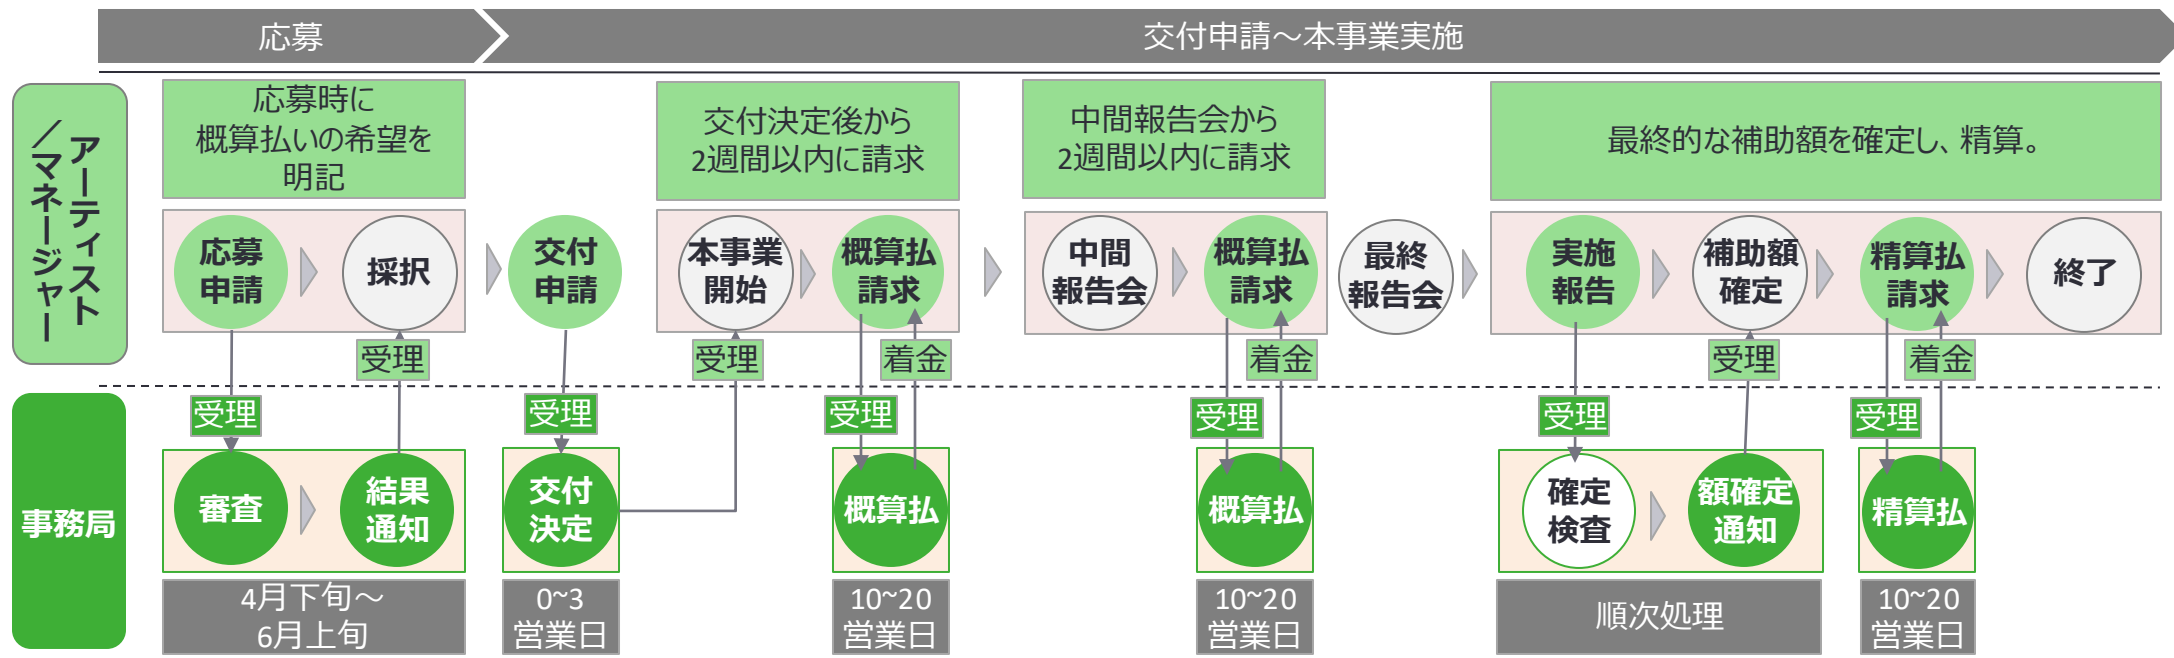 応募
交付申請～本事業実施
アーティスト
／マネージャー
応募時に
概算払いの希望を
明記
交付決定後から
2週間以内に請求
中間報告会から
2週間以内に請求
最終的な補助額を確定し、精算。
応募
申請
採択
交付
申請
本事業
開始
概算払
請求
中間
報告会
概算払
請求
最終
報告会
実施
報告
補助額
確定
精算払
請求
終了
受理
受理
着金
着金
受理
着金
受理
受理
受理
受理
受理
受理
事務局
審査
結果
通知
交付
決定
概算払
概算払
確定
検査
額確定
通知
精算払
4月下旬～
6月上旬
0~3
営業日
10~20
営業日
10~20
営業日
順次処理
10~20
営業日